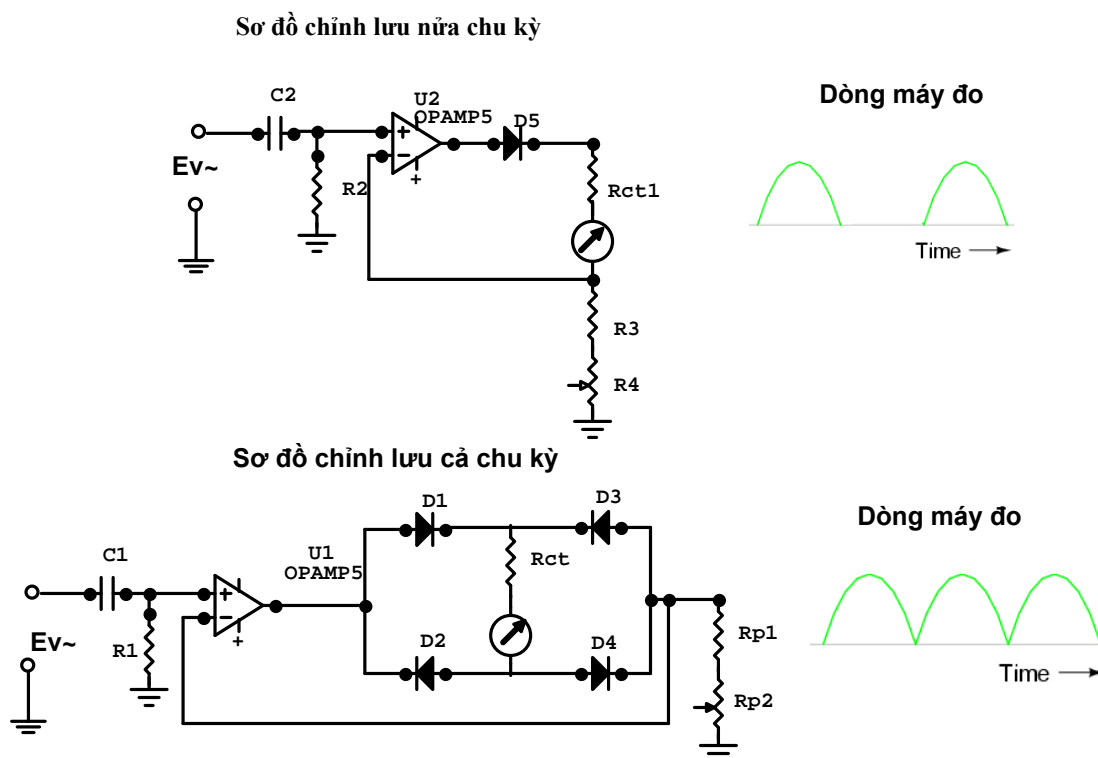 Sơ đồ chỉnh lưu nửa chu kỳ
C2
U2
OPAMP5
D5
Dòng máy đo
Ev~
R2
+
−
+
Rct1
Time
R3
R4
Sơ đồ chỉnh lưu cả chu kỳ
D1
D3
Dòng máy đo
C1
U1
OPAMP5
Rct
Ev~
R1
+
−
+
D2
D4
Rp1
Rp2
Time